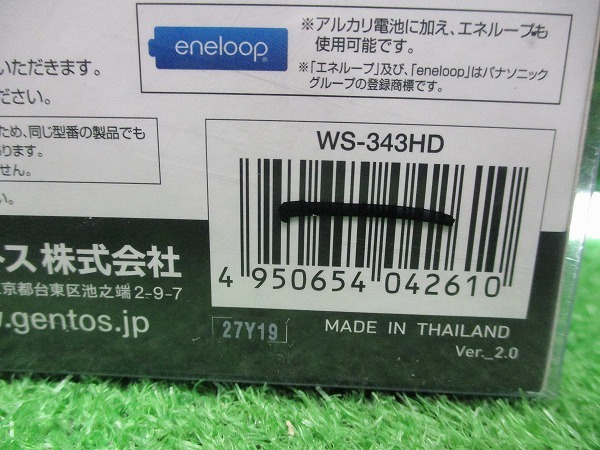 eneloop
※アルカリ電池に加え、エネループも
使用可能です。
※「エネループ」及び、「eneloop」はパナソニック
グループの登録商標です。
いただきます。
ださい。
ため、同じ型番の製品でも
あります。
せん。
い。
WS-343HD
4 950654 042610
トス株式会社
京都台東区池之端2-9-7
w.gentos.jp
27Y19
MADE IN THAILAND
Ver._2.0